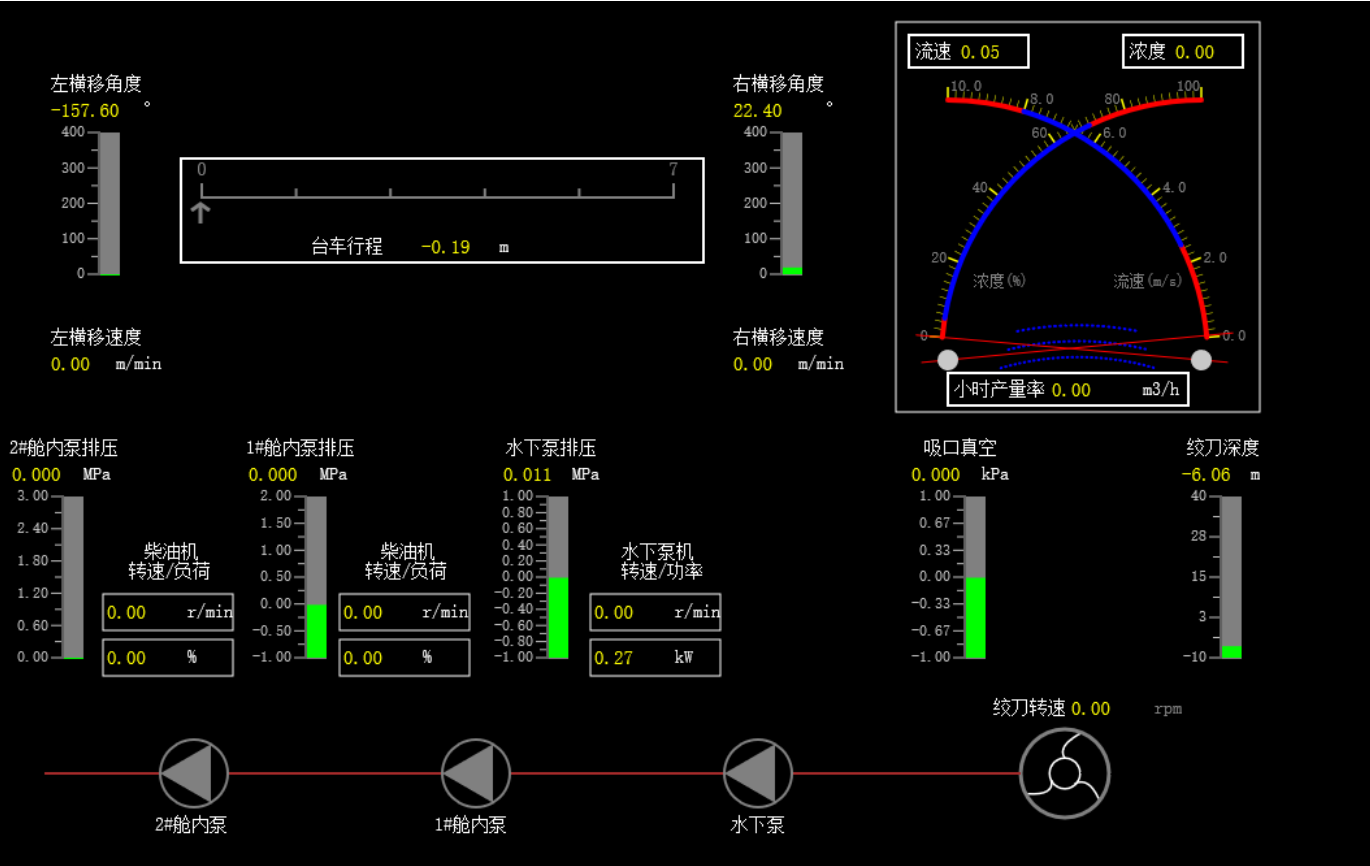 流速 0.05
浓度 0.00
左横移角度
-157.60 °
400
300
200
100
0
0 7
台车行程 -0.19 m
右横移角度
22.40 °
400
300
200
100
0
10.0
8.0
6.0
4.0
2.0
0.0
100
80
60
40
20
0
浓度(%)
流速(m/s)
小时产量率 0.00 m3/h
左横移速度
0.00 m/min
右横移速度
0.00 m/min
2#舱内泵排压
0.000 MPa
3.00
2.40
1.80
1.20
0.60
0.00
柴油机
转速/负荷
0.00 r/min
0.00 %
1#舱内泵排压
0.000 MPa
2.00
1.50
1.00
0.50
0.00
-0.50
-1.00
柴油机
转速/负荷
0.00 r/min
0.00 %
水下泵排压
0.011 MPa
1.00
0.80
0.60
0.40
0.20
0.00
-0.20
-0.40
-0.60
-0.80
-1.00
水下泵机
转速/功率
0.00 r/min
0.27 kW
吸口真空
0.000 kPa
1.00
0.67
0.33
0.00
-0.33
-0.67
-1.00
绞刀深度
-6.06 m
40
28
15
3
-10
绞刀转速 0.00 rpm
2#舱内泵
1#舱内泵
水下泵